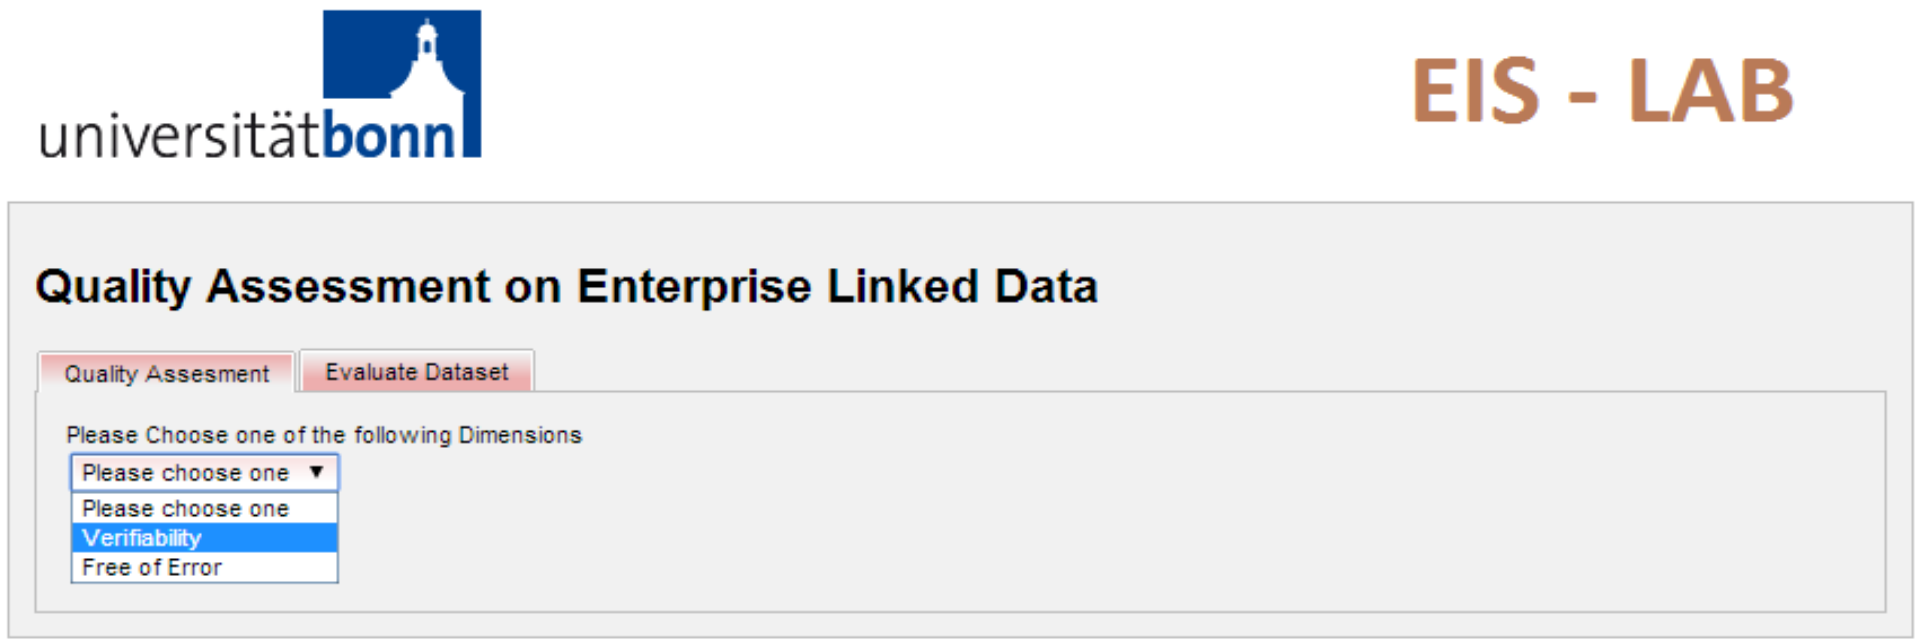 universitätbonn
EIS - LAB
Quality Assessment on Enterprise Linked Data
Quality Assesment
Evaluate Dataset
Please Choose one of the following Dimensions
Please choose one ▼
Please choose one
Verifiability
Free of Error